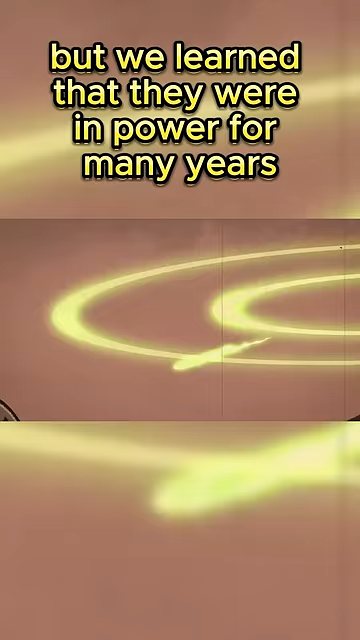 but we learned
that they were
in power for
many years